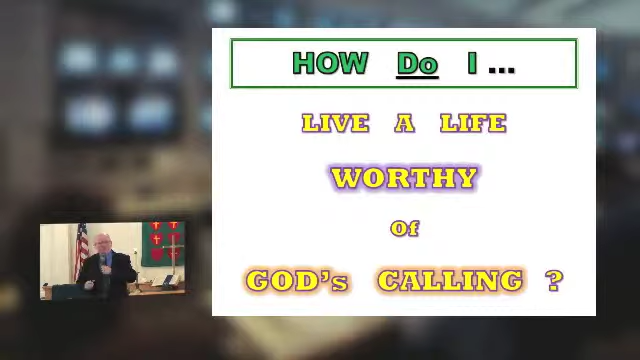 HOW Do I ...
LIVE A LIFE
WORTHY
Of
GOD's CALLING ?